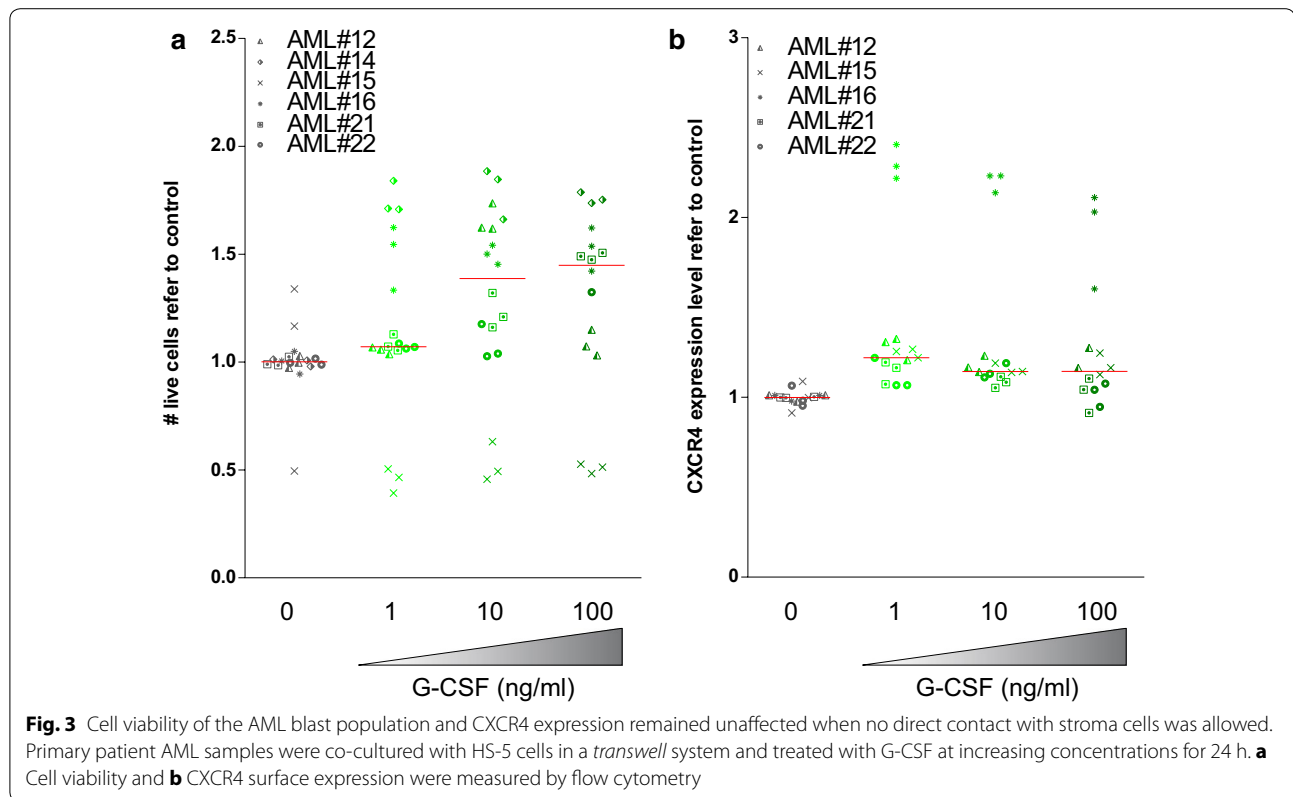 a
2.5
AML#12
AML#14
AML#15
AML#16
AML#21
AML#22
2.0
1.5
1.0
0.5
0.0
# live cells refer to control
0 1 10 100
G-CSF (ng/ml)
b
3
AML#12
AML#15
AML#16
AML#21
AML#22
2
1
0
CXCR4 expression level refer to control
0 1 10 100
G-CSF (ng/ml)
Fig. 3 Cell viability of the AML blast population and CXCR4 expression remained unaffected when no direct contact with stroma cells was allowed.
Primary patient AML samples were co-cultured with HS-5 cells in a transwell system and treated with G-CSF at increasing concentrations for 24 h. a
Cell viability and b CXCR4 surface expression were measured by flow cytometry